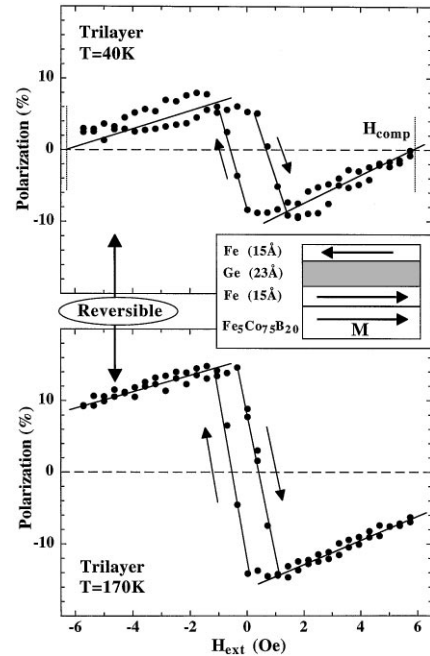 Trilayer
T=40K
10
0
-10
Polarization (%)
H_comp
Fe (15Å)
Ge (23Å)
Fe (15Å)
Fe₅Co₇₅B₂₀
M
Reversible
10
0
-10
Polarization (%)
Trilayer
T=170K
-6 -4 -2 0 2 4 6
H_ext (Oe)